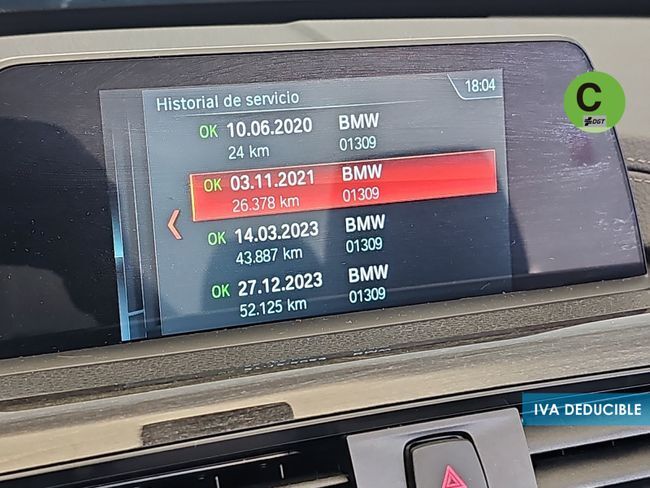 Historial de servicio 18:04
OK 10.06.2020 BMW
24 km 01309
OK 03.11.2021 BMW
26.378 km 01309
OK 14.03.2023 BMW
43.887 km 01309
OK 27.12.2023 BMW
52.125 km 01309
C
DGT
IVA DEDUCIBLE